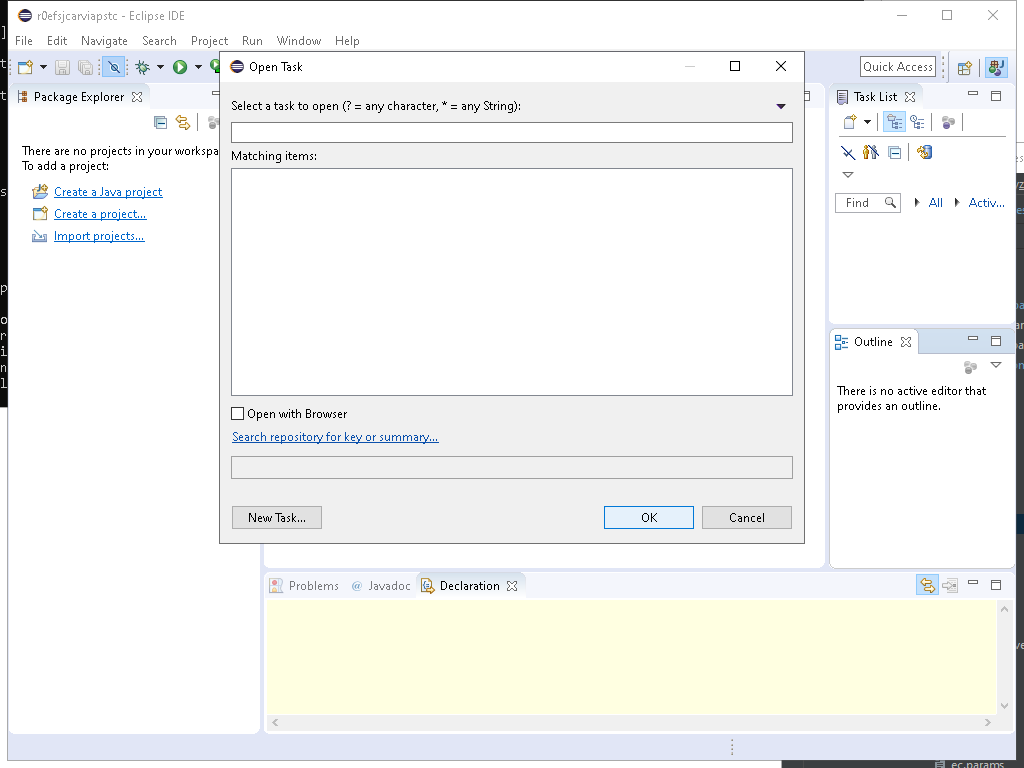 r0efsjcarviapstc - Eclipse IDE
File Edit Navigate Search Project Run Window Help
Quick Access
Open Task
Select a task to open (? = any character, * = any String):
Matching items:
Open with Browser
Search repository for key or summary...
New Task...
OK
Cancel
Package Explorer
There are no projects in your workspa
To add a project:
Create a Java project
Create a project...
Import projects...
Task List
Find
All
Activ...
Outline
There is no active editor that
provides an outline.
Problems
Javadoc
Declaration
ec.params